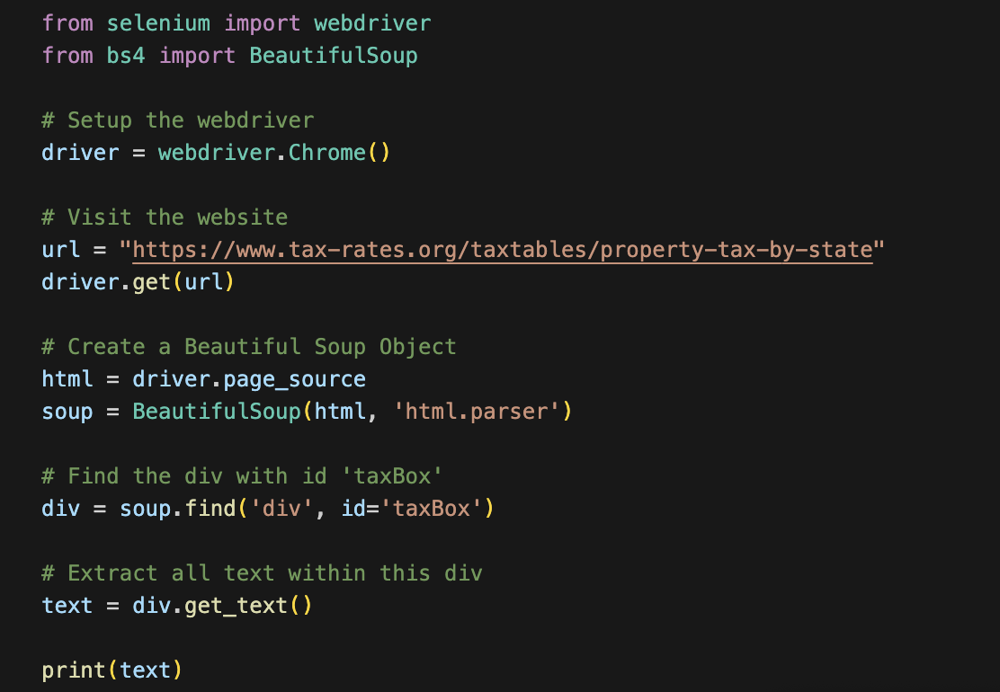 from selenium import webdriver
from bs4 import BeautifulSoup
# Setup the webdriver
driver = webdriver.Chrome()
# Visit the website
url = "https://www.tax-rates.org/taxtables/property-tax-by-state"
driver.get(url)
# Create a Beautiful Soup Object
html = driver.page_source
soup = BeautifulSoup(html, 'html.parser')
# Find the div with id 'taxBox'
div = soup.find('div', id='taxBox')
# Extract all text within this div
text = div.get_text()
print(text)